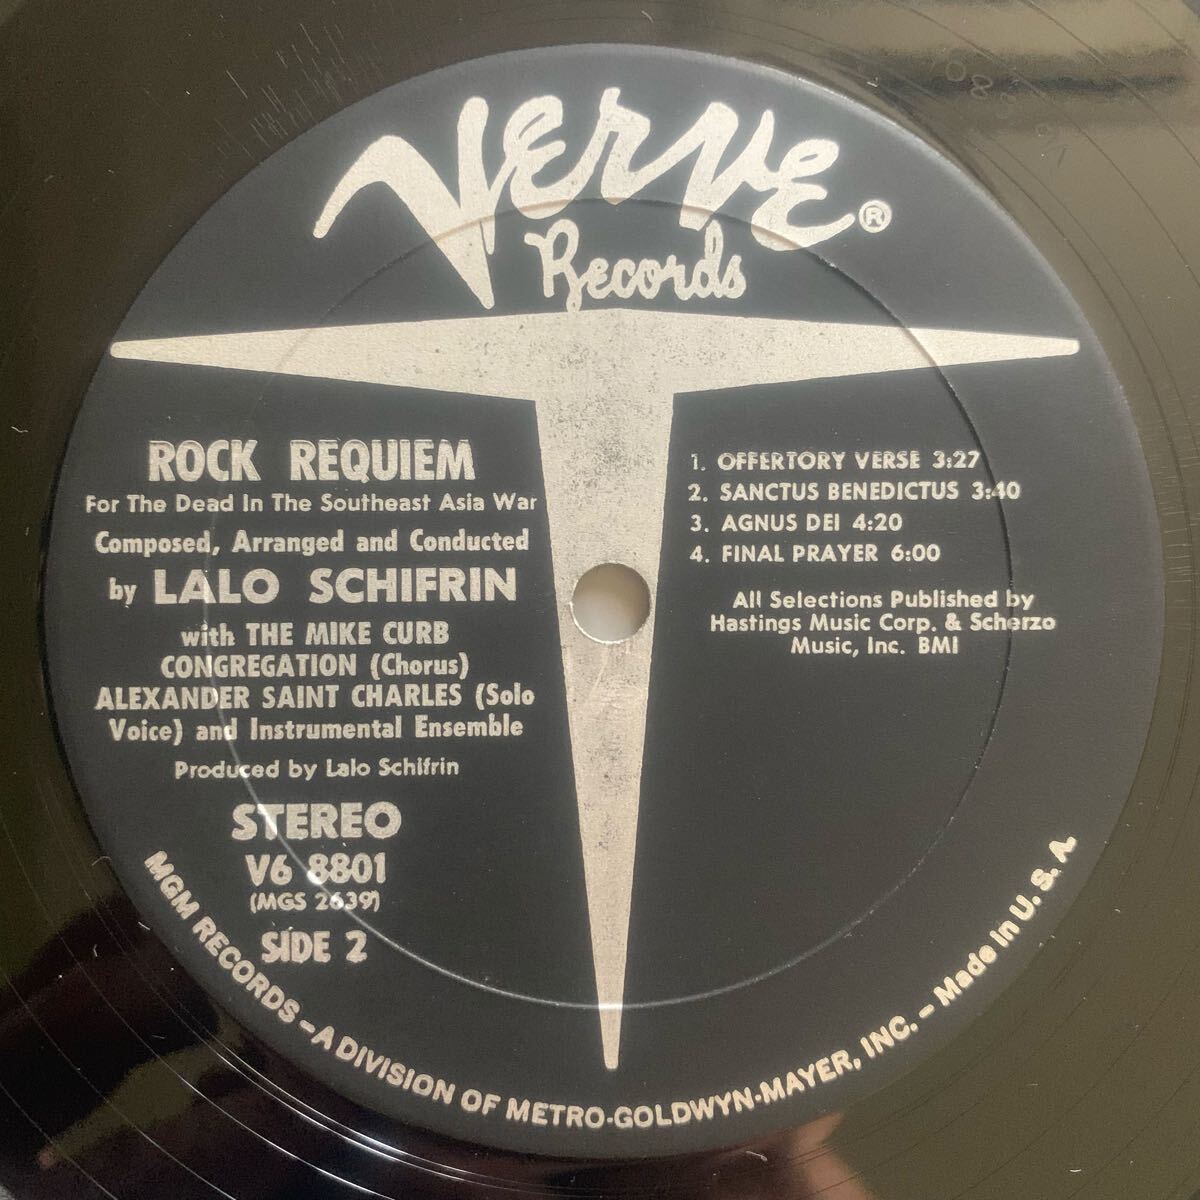 Verve®
Records
ROCK REQUIEM
For The Dead In The Southeast Asia War
Composed, Arranged and Conducted
by LALO SCHIFRIN
with THE MIKE CURB
CONGREGATION (Chorus)
ALEXANDER SAINT CHARLES (Solo
Voice) and Instrumental Ensemble
Produced by Lalo Schifrin
STEREO
V6 8801
(MGS 2639)
SIDE 2
1. OFFERTORY VERSE 3:27
2. SANCTUS BENEDICTUS 3:40
3. AGNUS DEI 4:20
4. FINAL PRAYER 6:00
All Selections Published by
Hastings Music Corp. & Scherzo
Music, Inc. BMI
MGM RECORDS – A DIVISION OF METRO-GOLDWYN-MAYER, INC. – Made in U. S. A.